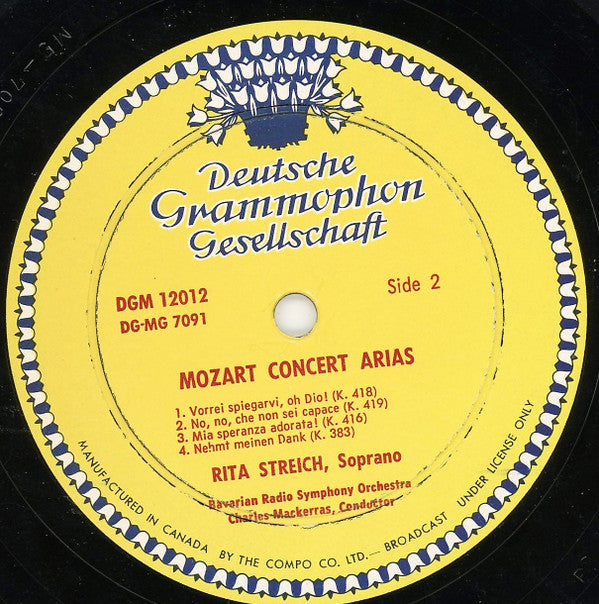 Deutsche
Grammophon
Gesellschaft
DGM 12012
DG-MG 7091
Side 2
MOZART CONCERT ARIAS
1. Vorrei spiegarvi, oh Dio! (K. 418)
2. No, no, che non sei capace (K. 419)
3. Mia speranza adorata! (K. 416)
4. Nehmt meinen Dank (K. 383)
RITA STREICH, Soprano
Bavarian Radio Symphony Orchestra
Charles Mackerras, Conductor
MANUFACTURED IN CANADA BY THE COMPO CO. LTD.— BROADCAST UNDER LICENSE ONLY